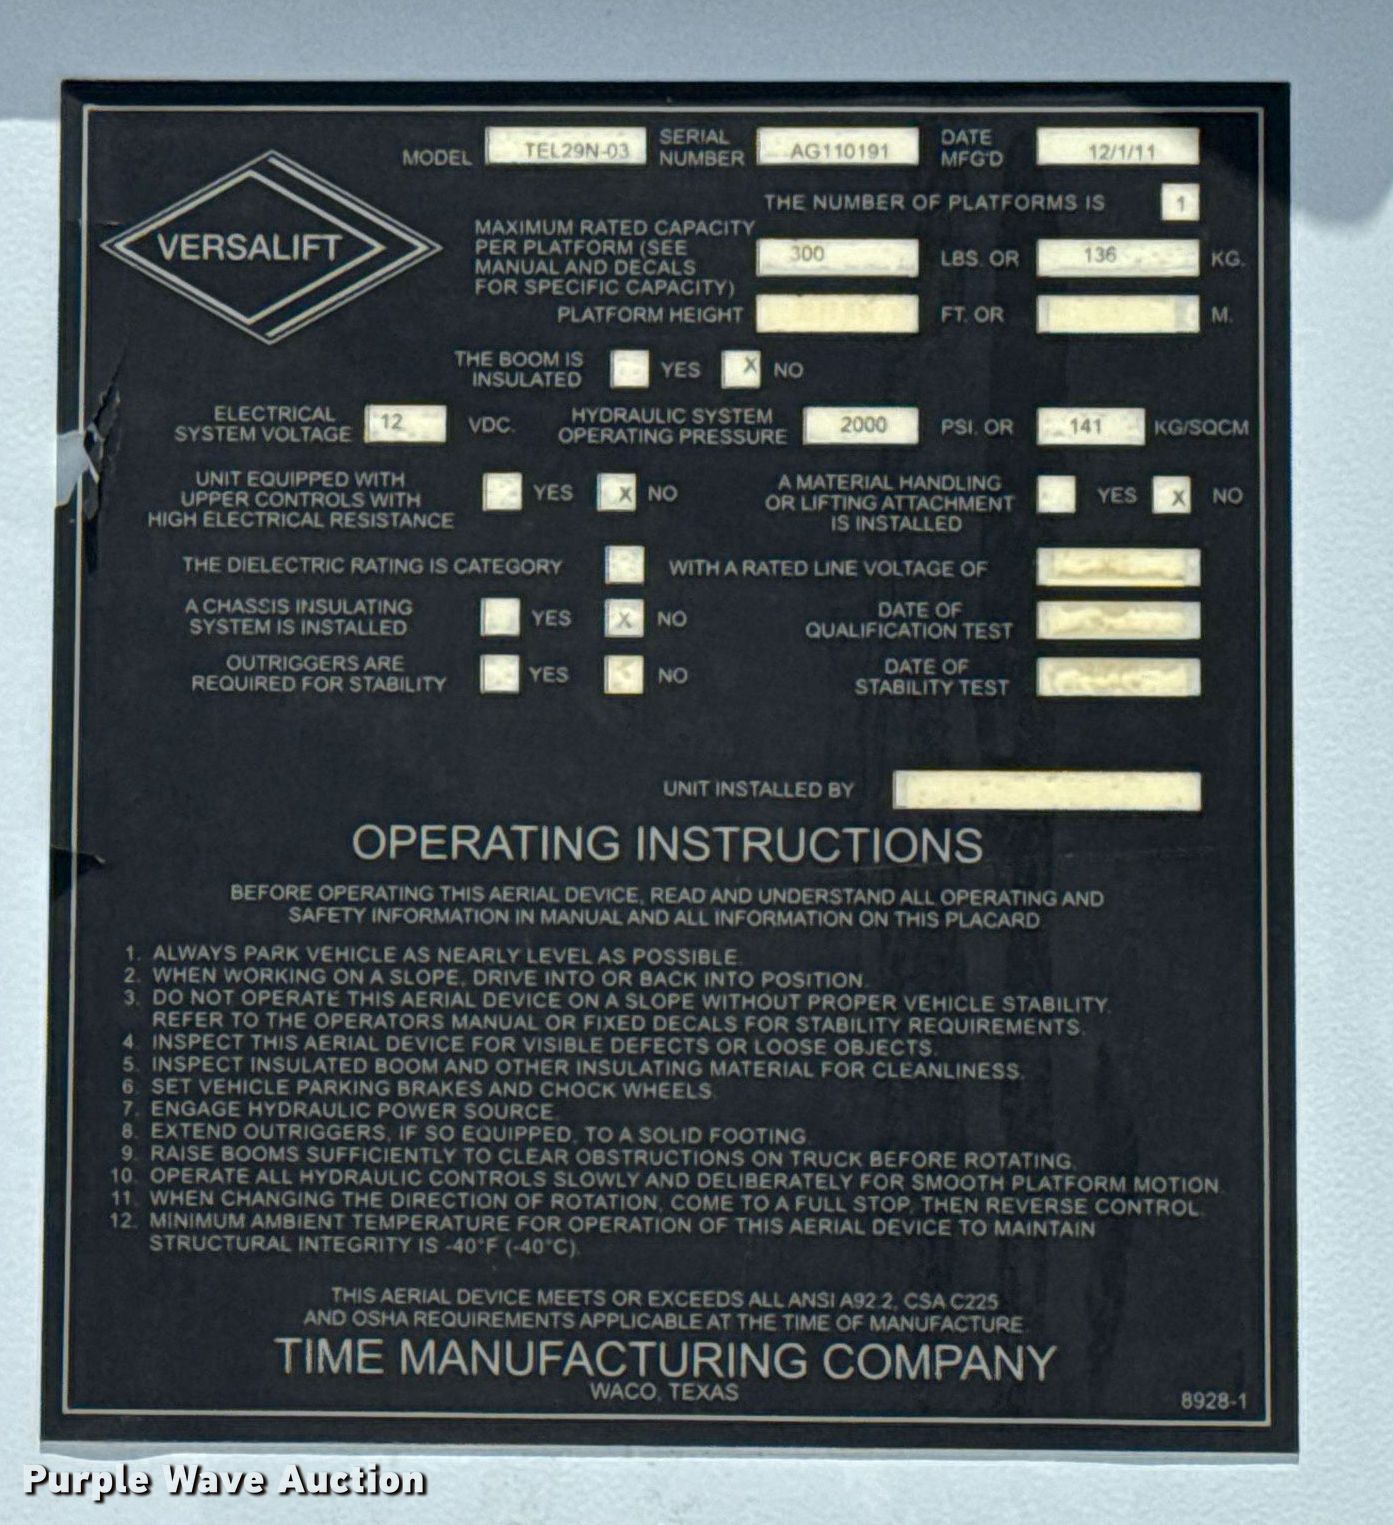 MODEL TEL29N-03 SERIAL NUMBER AG110191 DATE MFG'D 12/1/11
VERSALIFT
THE NUMBER OF PLATFORMS IS 1
MAXIMUM RATED CAPACITY
PER PLATFORM (SEE
MANUAL AND DECALS
FOR SPECIFIC CAPACITY) 300 LBS. OR 136 KG.
PLATFORM HEIGHT FT. OR M.
THE BOOM IS
INSULATED YES X NO
ELECTRICAL
SYSTEM VOLTAGE 12 VDC.
HYDRAULIC SYSTEM
OPERATING PRESSURE 2000 PSI. OR 141 KG/SQCM
UNIT EQUIPPED WITH
UPPER CONTROLS WITH
HIGH ELECTRICAL RESISTANCE YES X NO
A MATERIAL HANDLING
OR LIFTING ATTACHMENT
IS INSTALLED YES X NO
THE DIELECTRIC RATING IS CATEGORY WITH A RATED LINE VOLTAGE OF
A CHASSIS INSULATING
SYSTEM IS INSTALLED YES X NO
DATE OF
QUALIFICATION TEST
OUTRIGGERS ARE
REQUIRED FOR STABILITY YES NO
DATE OF
STABILITY TEST
UNIT INSTALLED BY
OPERATING INSTRUCTIONS
BEFORE OPERATING THIS AERIAL DEVICE, READ AND UNDERSTAND ALL OPERATING AND
SAFETY INFORMATION IN MANUAL AND ALL INFORMATION ON THIS PLACARD
1. ALWAYS PARK VEHICLE AS NEARLY LEVEL AS POSSIBLE.
2. WHEN WORKING ON A SLOPE, DRIVE INTO OR BACK INTO POSITION.
3. DO NOT OPERATE THIS AERIAL DEVICE ON A SLOPE WITHOUT PROPER VEHICLE STABILITY.
REFER TO THE OPERATORS MANUAL OR FIXED DECALS FOR STABILITY REQUIREMENTS.
4. INSPECT THIS AERIAL DEVICE FOR VISIBLE DEFECTS OR LOOSE OBJECTS.
5. INSPECT INSULATED BOOM AND OTHER INSULATING MATERIAL FOR CLEANLINESS.
6. SET VEHICLE PARKING BRAKES AND CHOCK WHEELS.
7. ENGAGE HYDRAULIC POWER SOURCE.
8. EXTEND OUTRIGGERS, IF SO EQUIPPED, TO A SOLID FOOTING.
9. RAISE BOOMS SUFFICIENTLY TO CLEAR OBSTRUCTIONS ON TRUCK BEFORE ROTATING.
10. OPERATE ALL HYDRAULIC CONTROLS SLOWLY AND DELIBERATELY FOR SMOOTH PLATFORM MOTION.
11. WHEN CHANGING THE DIRECTION OF ROTATION, COME TO A FULL STOP, THEN REVERSE CONTROL.
12. MINIMUM AMBIENT TEMPERATURE FOR OPERATION OF THIS AERIAL DEVICE TO MAINTAIN
STRUCTURAL INTEGRITY IS -40°F (-40°C).
THIS AERIAL DEVICE MEETS OR EXCEEDS ALL ANSI A92.2, CSA C225
AND OSHA REQUIREMENTS APPLICABLE AT THE TIME OF MANUFACTURE.
TIME MANUFACTURING COMPANY
WACO, TEXAS
8928-1
Purple Wave Auction